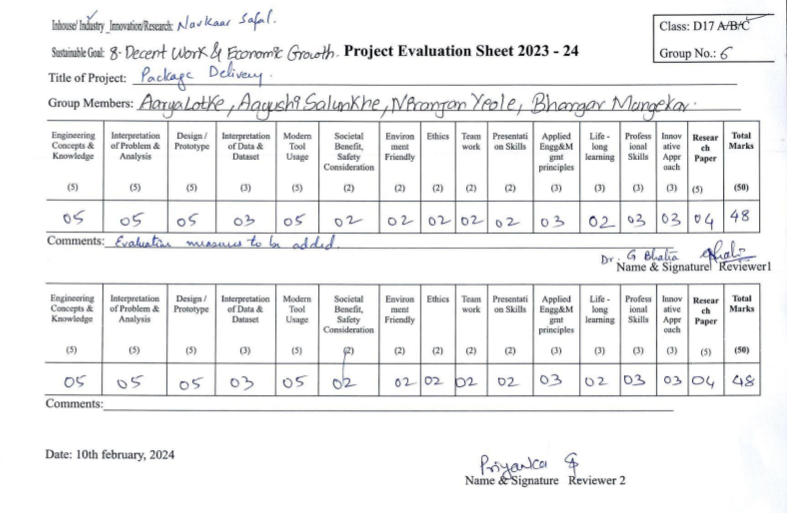 Inhouse/ Industry_Innovation/Research: Navkaar Safal. Class: D17 A/B/C
Sustainable Goal: 8. Decent Work & Economic Growth. Project Evaluation Sheet 2023 - 24 Group No.: 6
Title of Project: Package Delivery.
Group Members: Aarya Lotke, Aayushi Salunkhe, Niranjan Yeole, Bhargav Mangekar.
Engineering Concepts & Knowledge Interpretation of Problem & Analysis Design / Prototype Interpretation of Data & Dataset Modern Tool Usage Societal Benefit, Safety Consideration Environ ment Friendly Ethics Team work Presentati on Skills Applied Engg&M gmt principles Life - long learning Profess ional Skills Innov ative Appr oach Resear ch Paper Total Marks
(5) (5) (5) (3) (5) (2) (2) (2) (2) (2) (3) (3) (3) (3) (5) (50)
05 05 05 03 05 02 02 02 02 02 03 02 03 03 04 48
Comments: Evaluation measures to be added.
Dr. G Bhatia
Name & Signature Reviewer1
Engineering Concepts & Knowledge Interpretation of Problem & Analysis Design / Prototype Interpretation of Data & Dataset Modern Tool Usage Societal Benefit, Safety Consideration Environ ment Friendly Ethics Team work Presentati on Skills Applied Engg&M gmt principles Life - long learning Profess ional Skills Innov ative Appr oach Resear ch Paper Total Marks
(5) (5) (5) (3) (5) (2) (2) (2) (2) (2) (3) (3) (3) (3) (5) (50)
05 05 05 03 05 02 02 02 02 02 03 02 03 03 04 48
Comments:
Date: 10th february, 2024
Priyanka
Name & Signature Reviewer 2